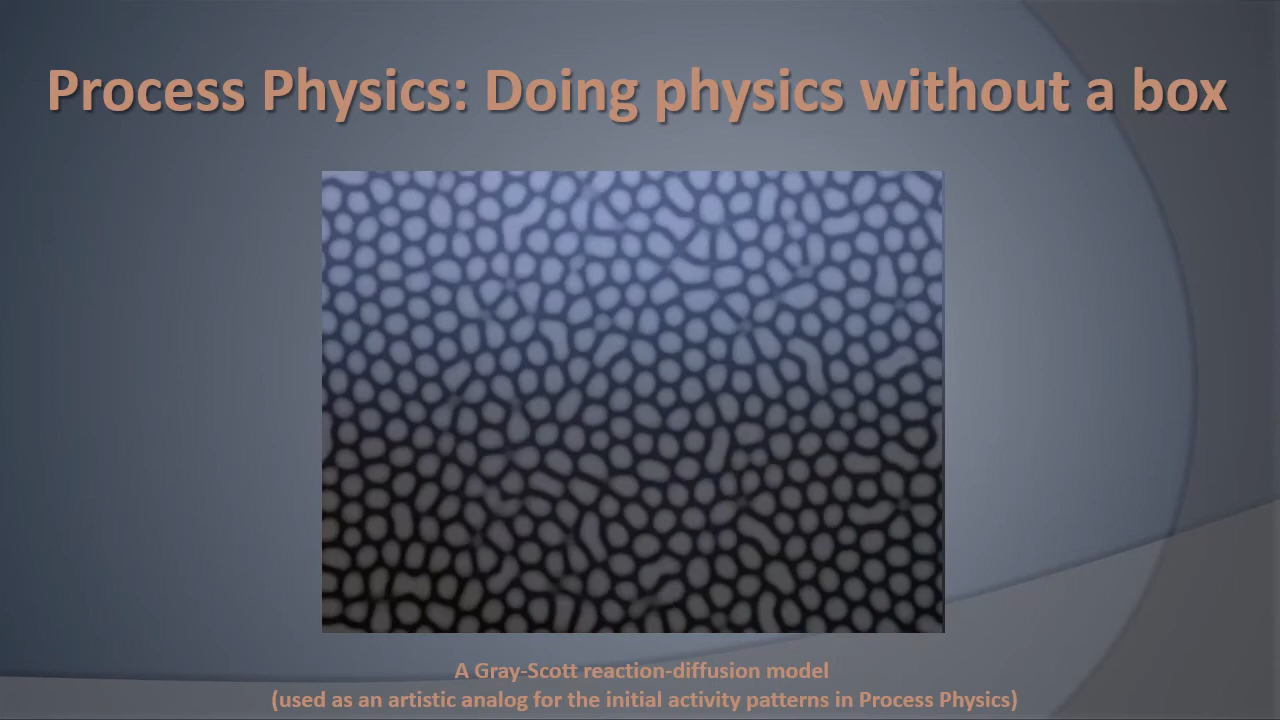 Process Physics: Doing physics without a box
A Gray-Scott reaction-diffusion model
(used as an artistic analog for the initial activity patterns in Process Physics)